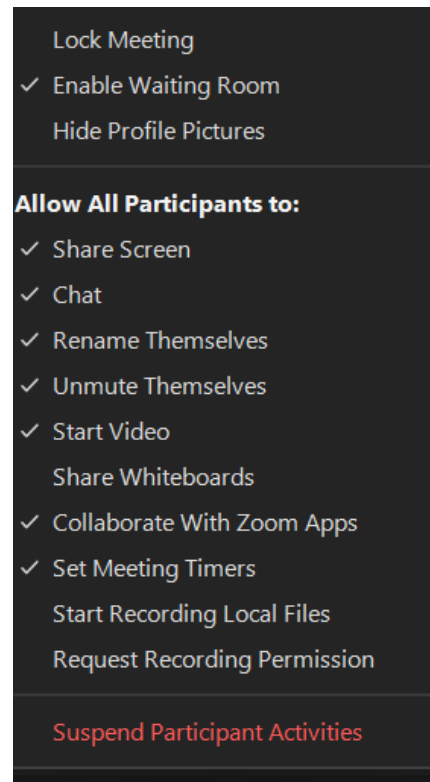 Lock Meeting
✓ Enable Waiting Room
Hide Profile Pictures
Allow All Participants to:
✓ Share Screen
✓ Chat
✓ Rename Themselves
✓ Unmute Themselves
✓ Start Video
Share Whiteboards
✓ Collaborate With Zoom Apps
✓ Set Meeting Timers
Start Recording Local Files
Request Recording Permission
Suspend Participant Activities